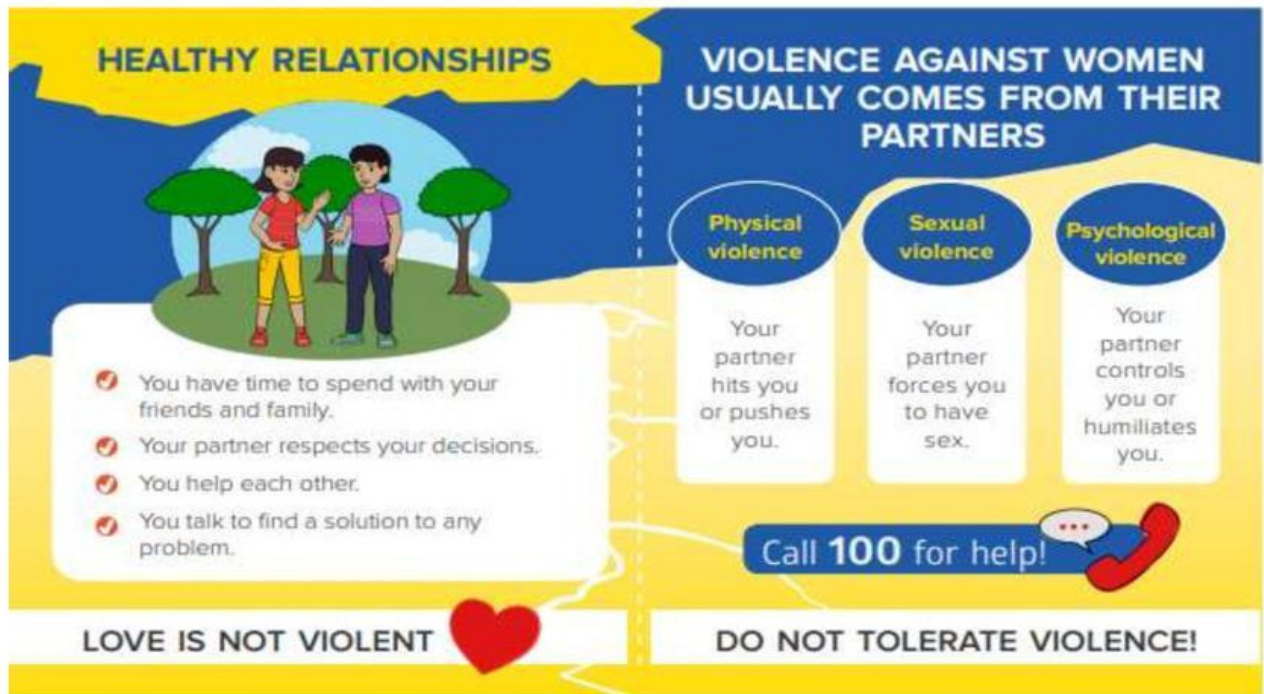 HEALTHY RELATIONSHIPS
You have time to spend with your
friends and family.
Your partner respects your decisions.
You help each other.
You talk to find a solution to any
problem.
LOVE IS NOT VIOLENT
VIOLENCE AGAINST WOMEN
USUALLY COMES FROM THEIR
PARTNERS
Physical
violence
Your
partner
hits you
or pushes
you.
Sexual
violence
Your
partner
forces you
to have
sex.
Psychological
violence
Your
partner
controls
you or
humiliates
you.
Call 100 for help!
DO NOT TOLERATE VIOLENCE!